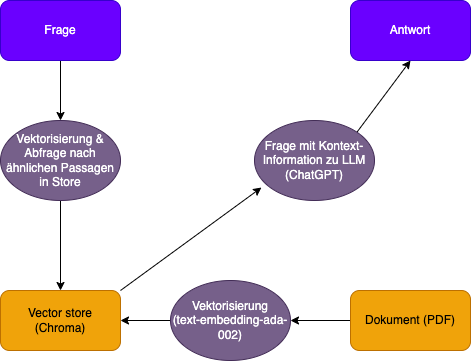 Frage
Antwort
Vektorisierung &
Abfrage nach
ähnlichen Passagen
in Store
Frage mit Kontext-
Information zu LLM
(ChatGPT)
Vector store
(Chroma)
Vektorisierung
(text-embedding-ada-
002)
Dokument (PDF)